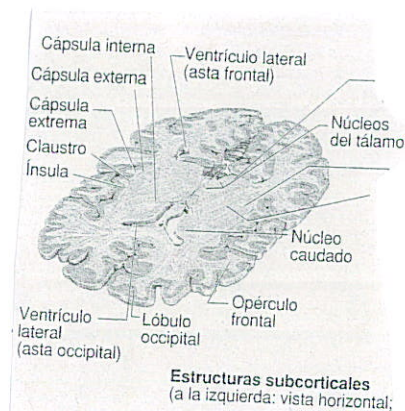 Cápsula interna
Ventrículo lateral
(asta frontal)
Cápsula externa
Cápsula
extrema
Núcleos
del tálamo
Claustro
Ínsula
Núcleo
caudado
Opérculo
frontal
Ventrículo
lateral
(asta occipital)
Lóbulo
occipital
Estructuras subcorticales
(a la izquierda: vista horizontal;